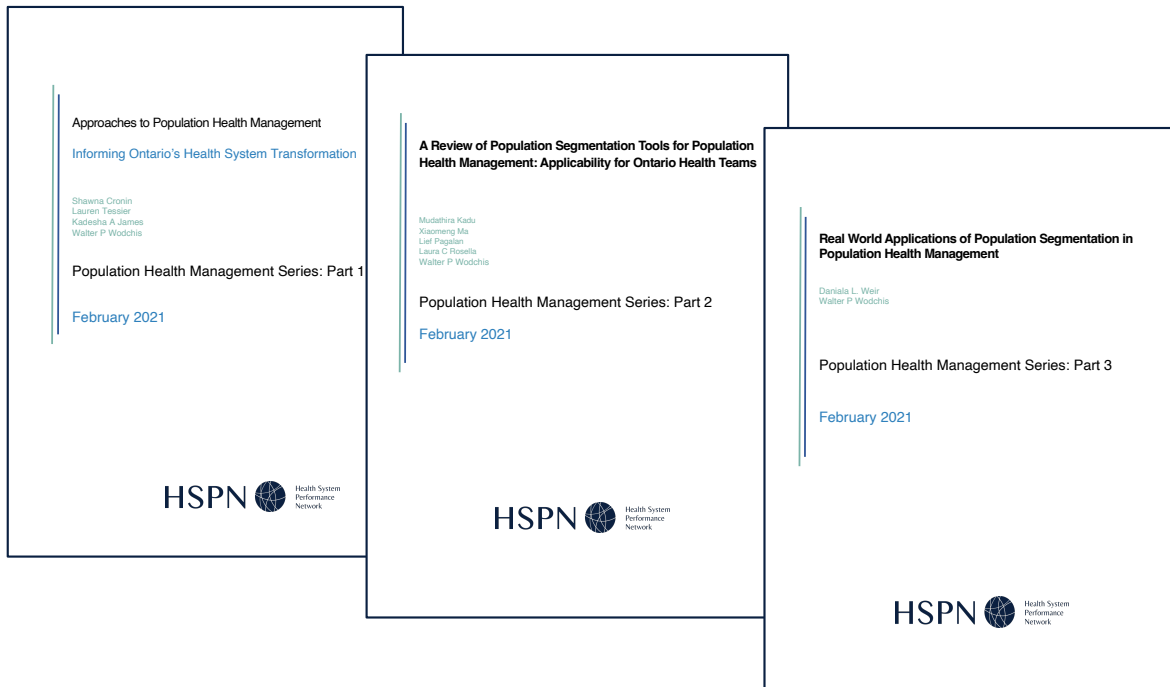 Approaches to Population Health Management
Informing Ontario's Health System Transformation
Shawna Cronin
Lauren Tessier
Kadesha A James
Walter P Wodchis
Population Health Management Series: Part 1
February 2021
HSPN
Health System
Performance
Network
A Review of Population Segmentation Tools for Population
Health Management: Applicability for Ontario Health Teams
Mudathira Kadu
Xiaomeng Ma
Lief Pagalan
Laura C Rosella
Walter P Wodchis
Population Health Management Series: Part 2
February 2021
HSPN
Health System
Performance
Network
Real World Applications of Population Segmentation in
Population Health Management
Daniala L. Weir
Walter P Wodchis
Population Health Management Series: Part 3
February 2021
HSPN
Health System
Performance
Network